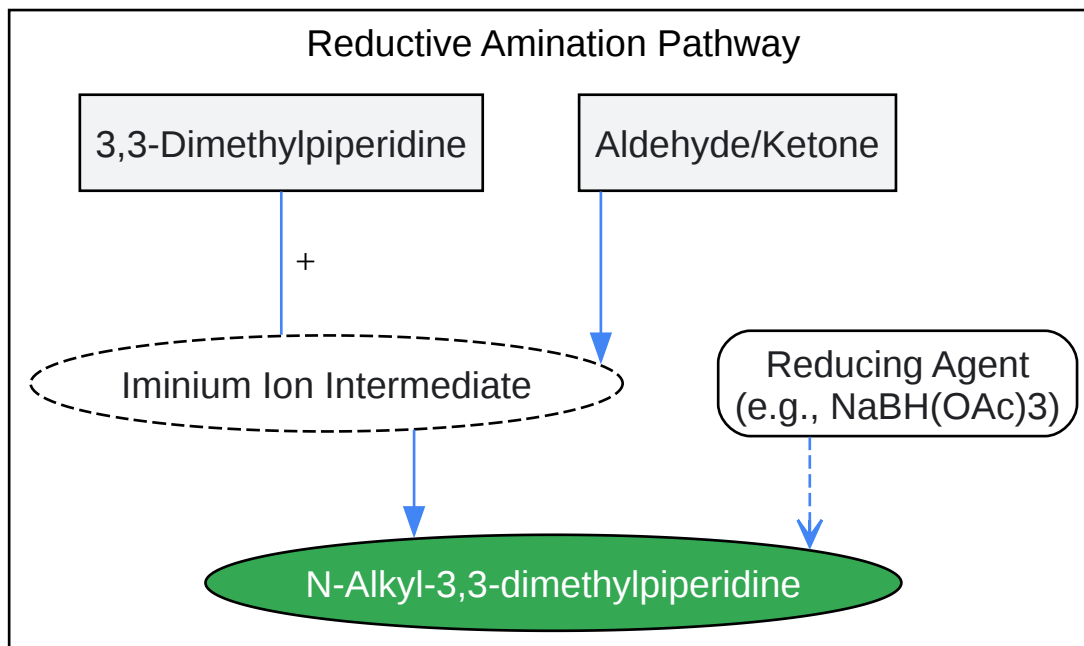 Reductive Amination Pathway
3,3-Dimethylpiperidine
Aldehyde/Ketone
+
Iminium Ion Intermediate
Reducing Agent
(e.g., NaBH(OAc)3)
N-Alkyl-3,3-dimethylpiperidine